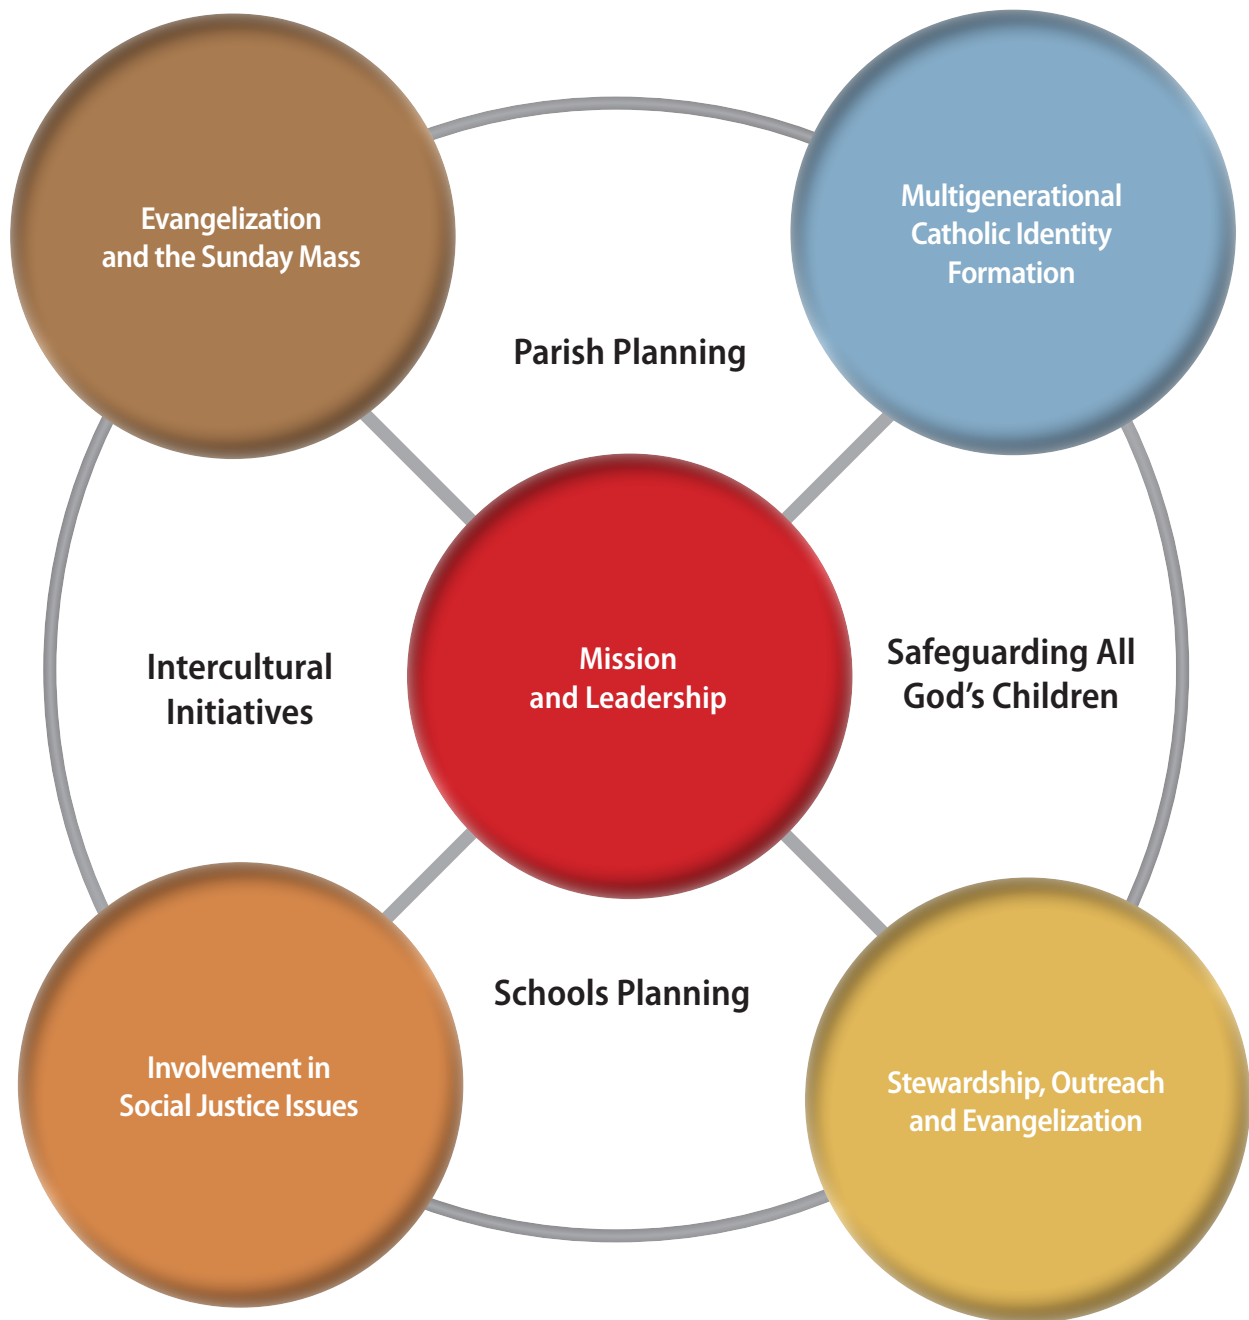 Evangelization
and the Sunday Mass
Multigenerational
Catholic Identity
Formation
Parish Planning
Intercultural
Initiatives
Mission
and Leadership
Safeguarding All
God’s Children
Schools Planning
Involvement in
Social Justice Issues
Stewardship, Outreach
and Evangelization